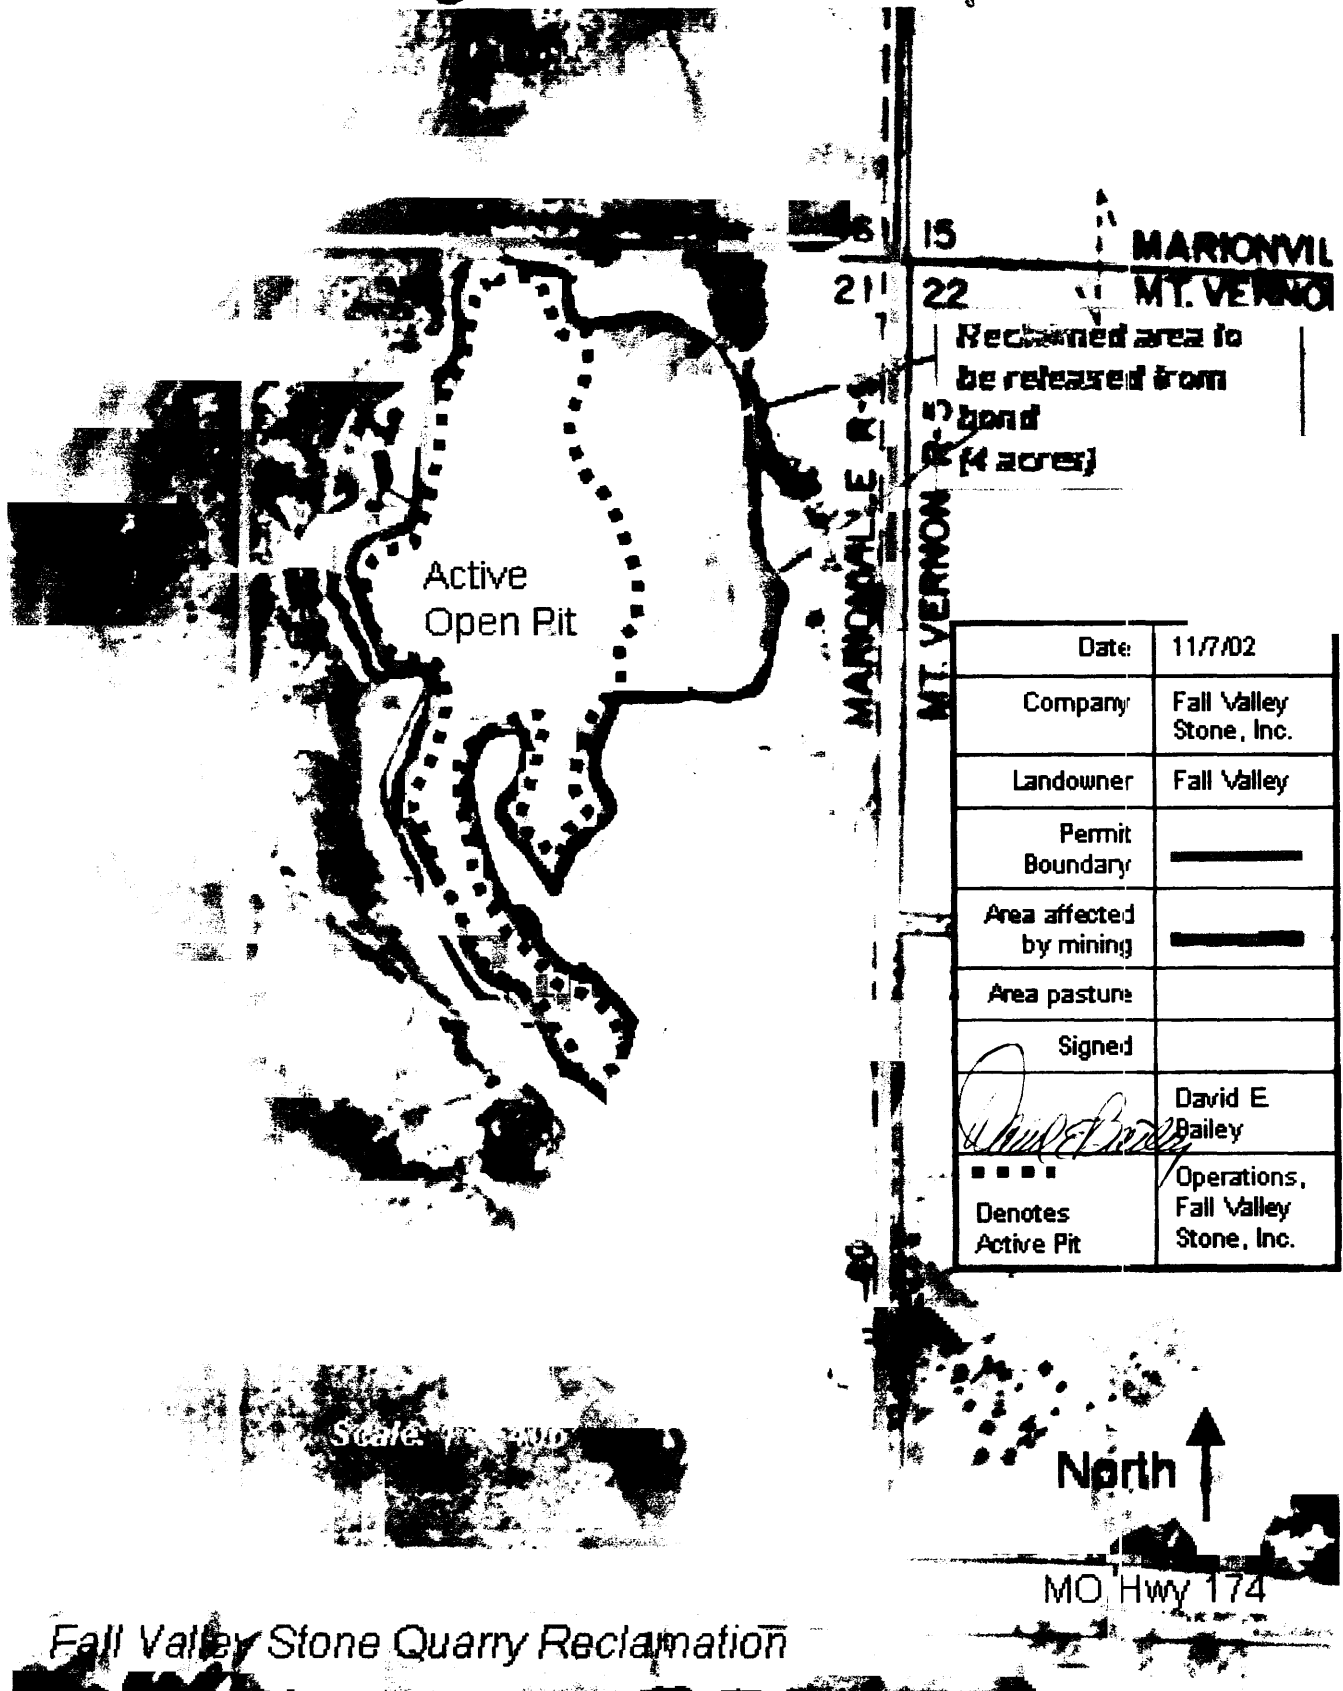 15
MARIONVIL
21 22
MT. VERNO
Reclaimed area to
be released from
bond
(4 acres)
MARIONVILLE
MT. VERNON R-5
Active
Open Pit
Date 11/7/02
Company Fall Valley
Stone, Inc.
Landowner Fall Valley
Permit
Boundary
Area affected
by mining
Area pasture
Signed
David E Bailey
David E
Bailey
Denotes
Active Pit
Operations,
Fall Valley
Stone, Inc.
Scale:
North
MO Hwy 174
Fall Valley Stone Quarry Reclamation